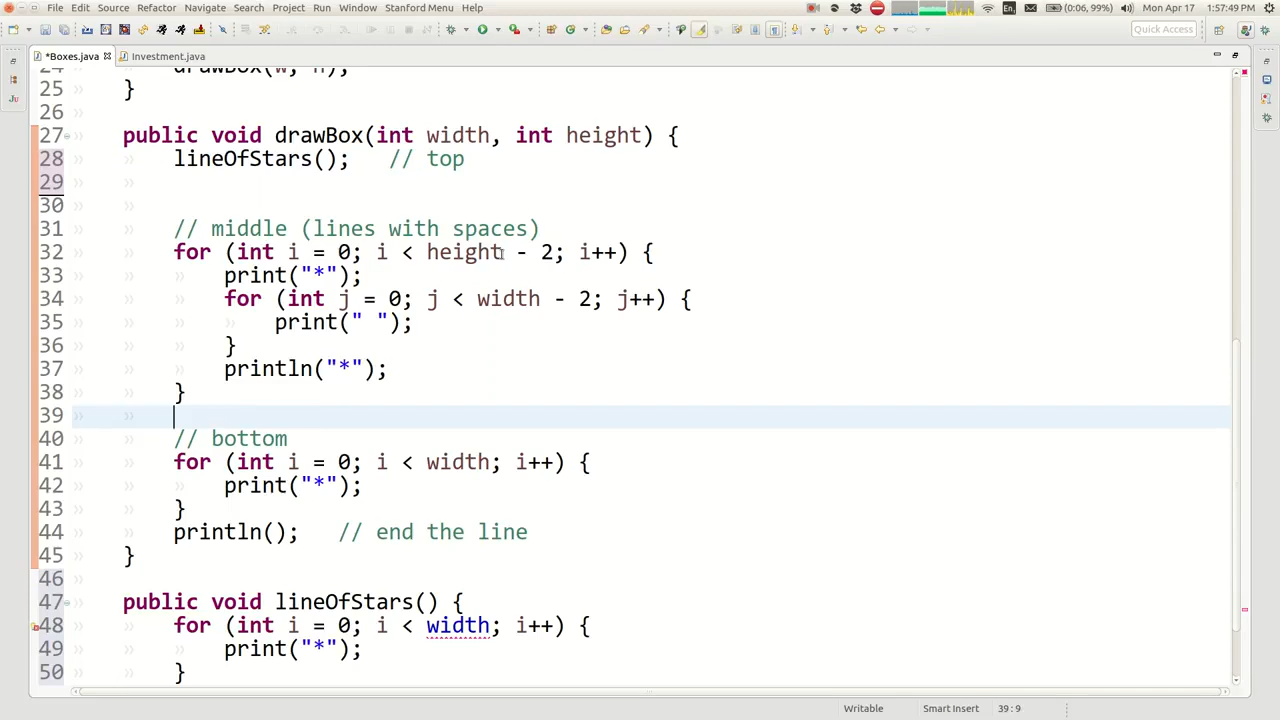 File Edit Source Refactor Navigate Search Project Run Window Stanford Menu Help
En (0:06, 99%) Mon Apr 17 1:57:49 PM
Quick Access
*Boxes.java Investment.java
24 drawBox(w, h);
25 }
26
27 public void drawBox(int width, int height) {
28 lineOfStars(); // top
29
30
31 // middle (lines with spaces)
32 for (int i = 0; i < height - 2; i++) {
33 print("*");
34 for (int j = 0; j < width - 2; j++) {
35 print(" ");
36 }
37 println("*");
38 }
39
40 // bottom
41 for (int i = 0; i < width; i++) {
42 print("*");
43 }
44 println(); // end the line
45 }
46
47 public void lineOfStars() {
48 for (int i = 0; i < width; i++) {
49 print("*");
50 }
Writable Smart Insert 39 : 9